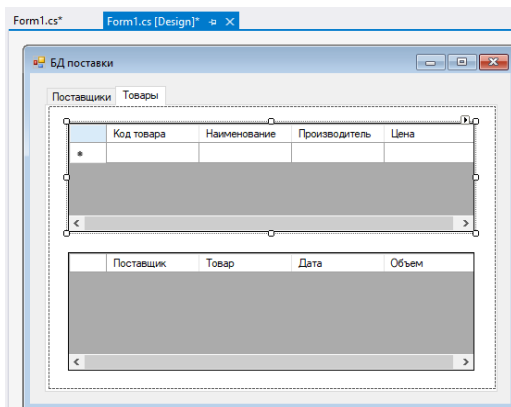 Form1.cs*
Form1.cs [Design]*
БД поставки
Поставщики Товары
Код товара Наименование Производитель Цена
Поставщик Товар Дата Объем